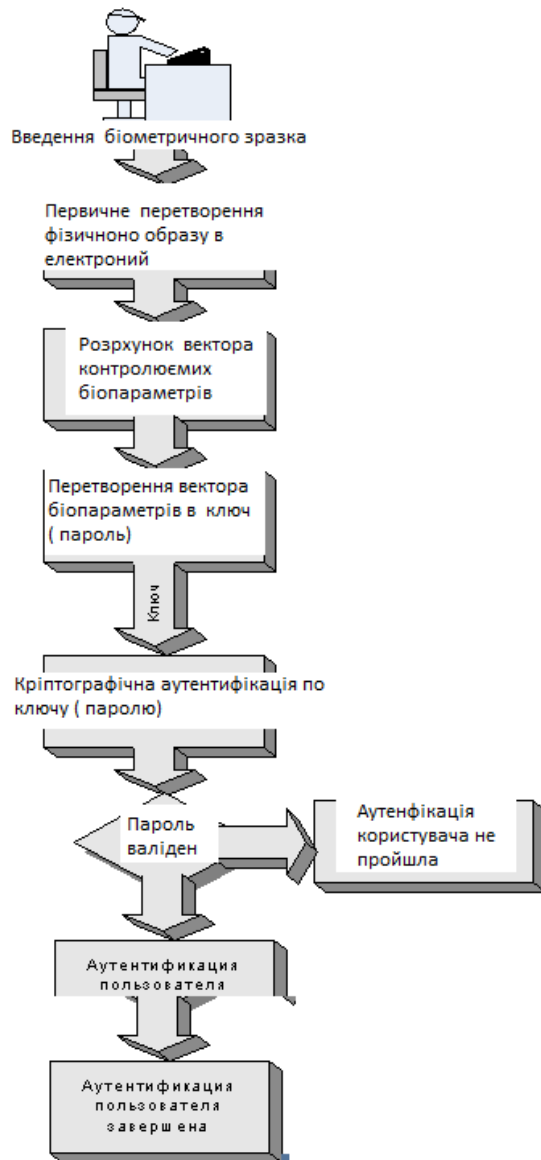 Введення біометричного зразка
Первичне перетворення
фізичноно образу в
електроний
Розрхунок вектора
контролюємих
біопараметрів
Перетворення вектора
біопараметрів в ключ
( пароль)
Ключ
Кріптографічна аутентифікація по
ключу ( паролю)
Пароль
валіден
Аутенфікація
користувача не
пройшла
Аутентификация
пользователя
Аутентификация
пользователя
завершена